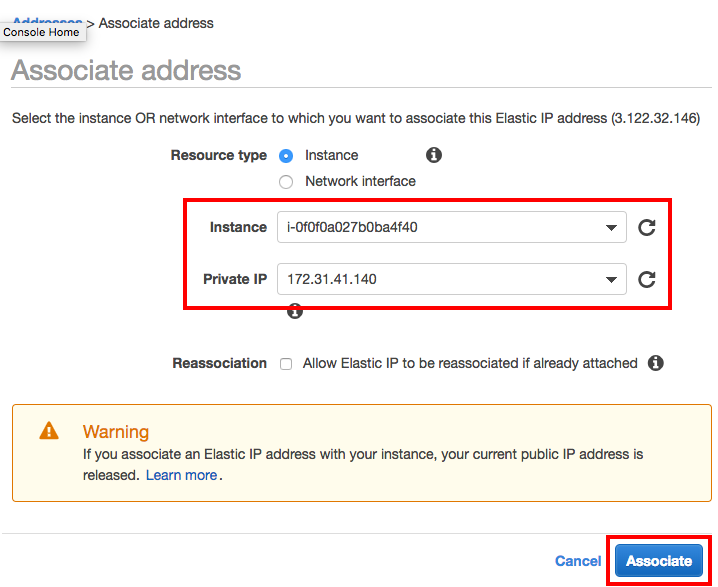 Addresses > Associate address
Console Home
Associate address
Select the instance OR network interface to which you want to associate this Elastic IP address (3.122.32.146)
Resource type Instance
Network interface
Instance i-0f0f0a027b0ba4f40
Private IP 172.31.41.140
Reassociation Allow Elastic IP to be reassociated if already attached
Warning
If you associate an Elastic IP address with your instance, your current public IP address is
released. Learn more.
Cancel Associate